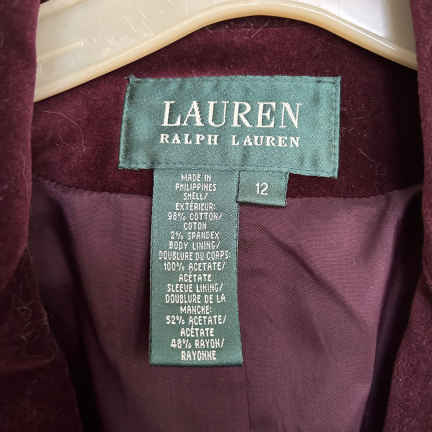 LAUREN
RALPH LAUREN
12
MADE IN
PHILIPPINES
SHELL/
EXTÉRIEUR:
98% COTTON/
COTON
2% SPANDEX
BODY LINING/
DOUBLURE DU CORPS:
100% ACETATE/
ACÉTATE
SLEEVE LINING/
DOUBLURE DE LA
MANCHE:
52% ACETATE/
ACÉTATE
48% RAYON/
RAYONNE